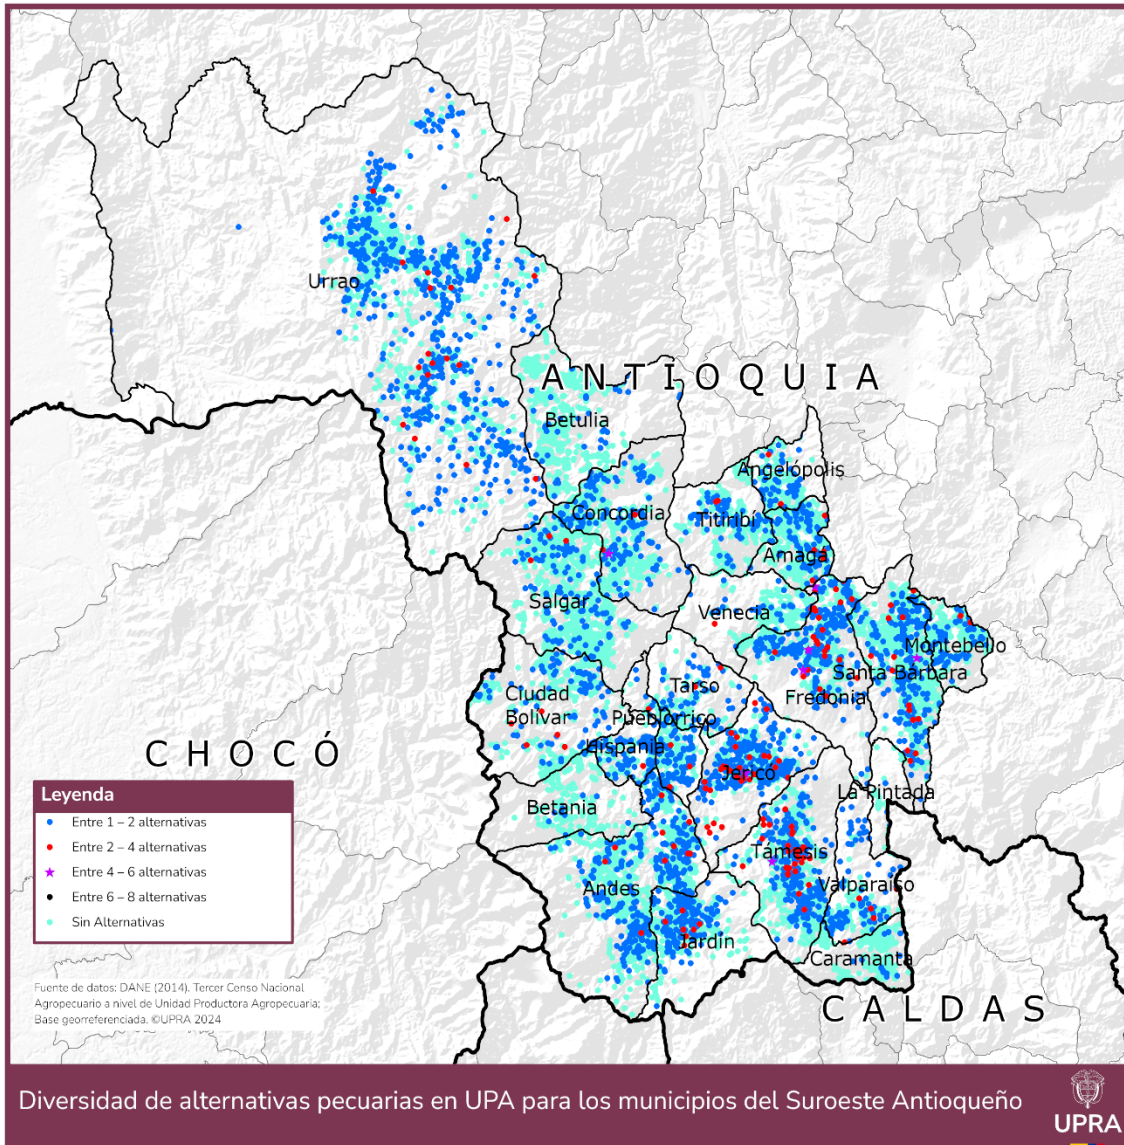 ANTIOQUIA
Urrao
Betulia
Angelópolis
Concordia
Titiribí
Amagá
Salgar
Venecia
Montebello
Santa Bárbara
Tarso
Fredonia
Ciudad
Bolívar
Pueblorrico
CHOCÓ
Hispania
Jericó
La Pintada
Betania
Támesis
Andes
Valparaíso
Jardín
Caramanta
CALDAS
Leyenda
Entre 1 – 2 alternativas
Entre 2 – 4 alternativas
Entre 4 – 6 alternativas
Entre 6 – 8 alternativas
Sin Alternativas
Fuente de datos: DANE (2014). Tercer Censo Nacional
Agropecuario a nivel de Unidad Productora Agropecuaria;
Base georreferenciada. ©UPRA 2024
Diversidad de alternativas pecuarias en UPA para los municipios del Suroeste Antioqueño
UPRA